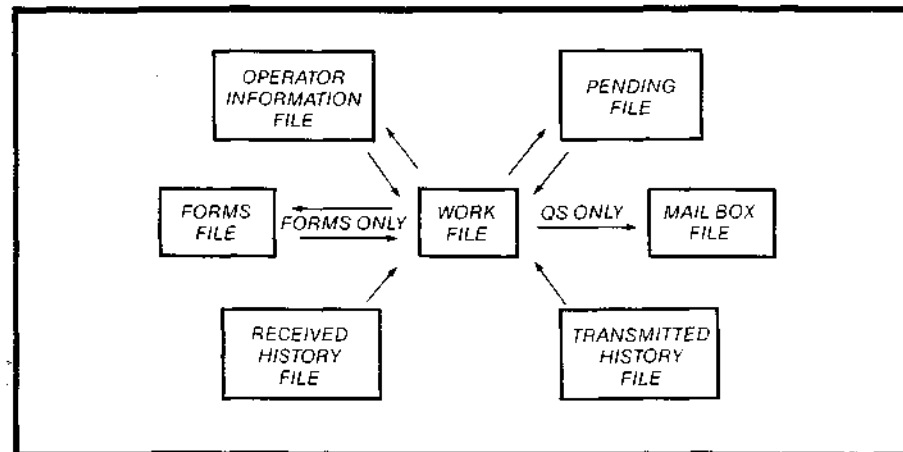 OPERATOR
INFORMATION
FILE
PENDING
FILE
FORMS
FILE
FORMS ONLY
WORK
FILE
QS ONLY
MAIL BOX
FILE
RECEIVED
HISTORY
FILE
TRANSMITTED
HISTORY
FILE